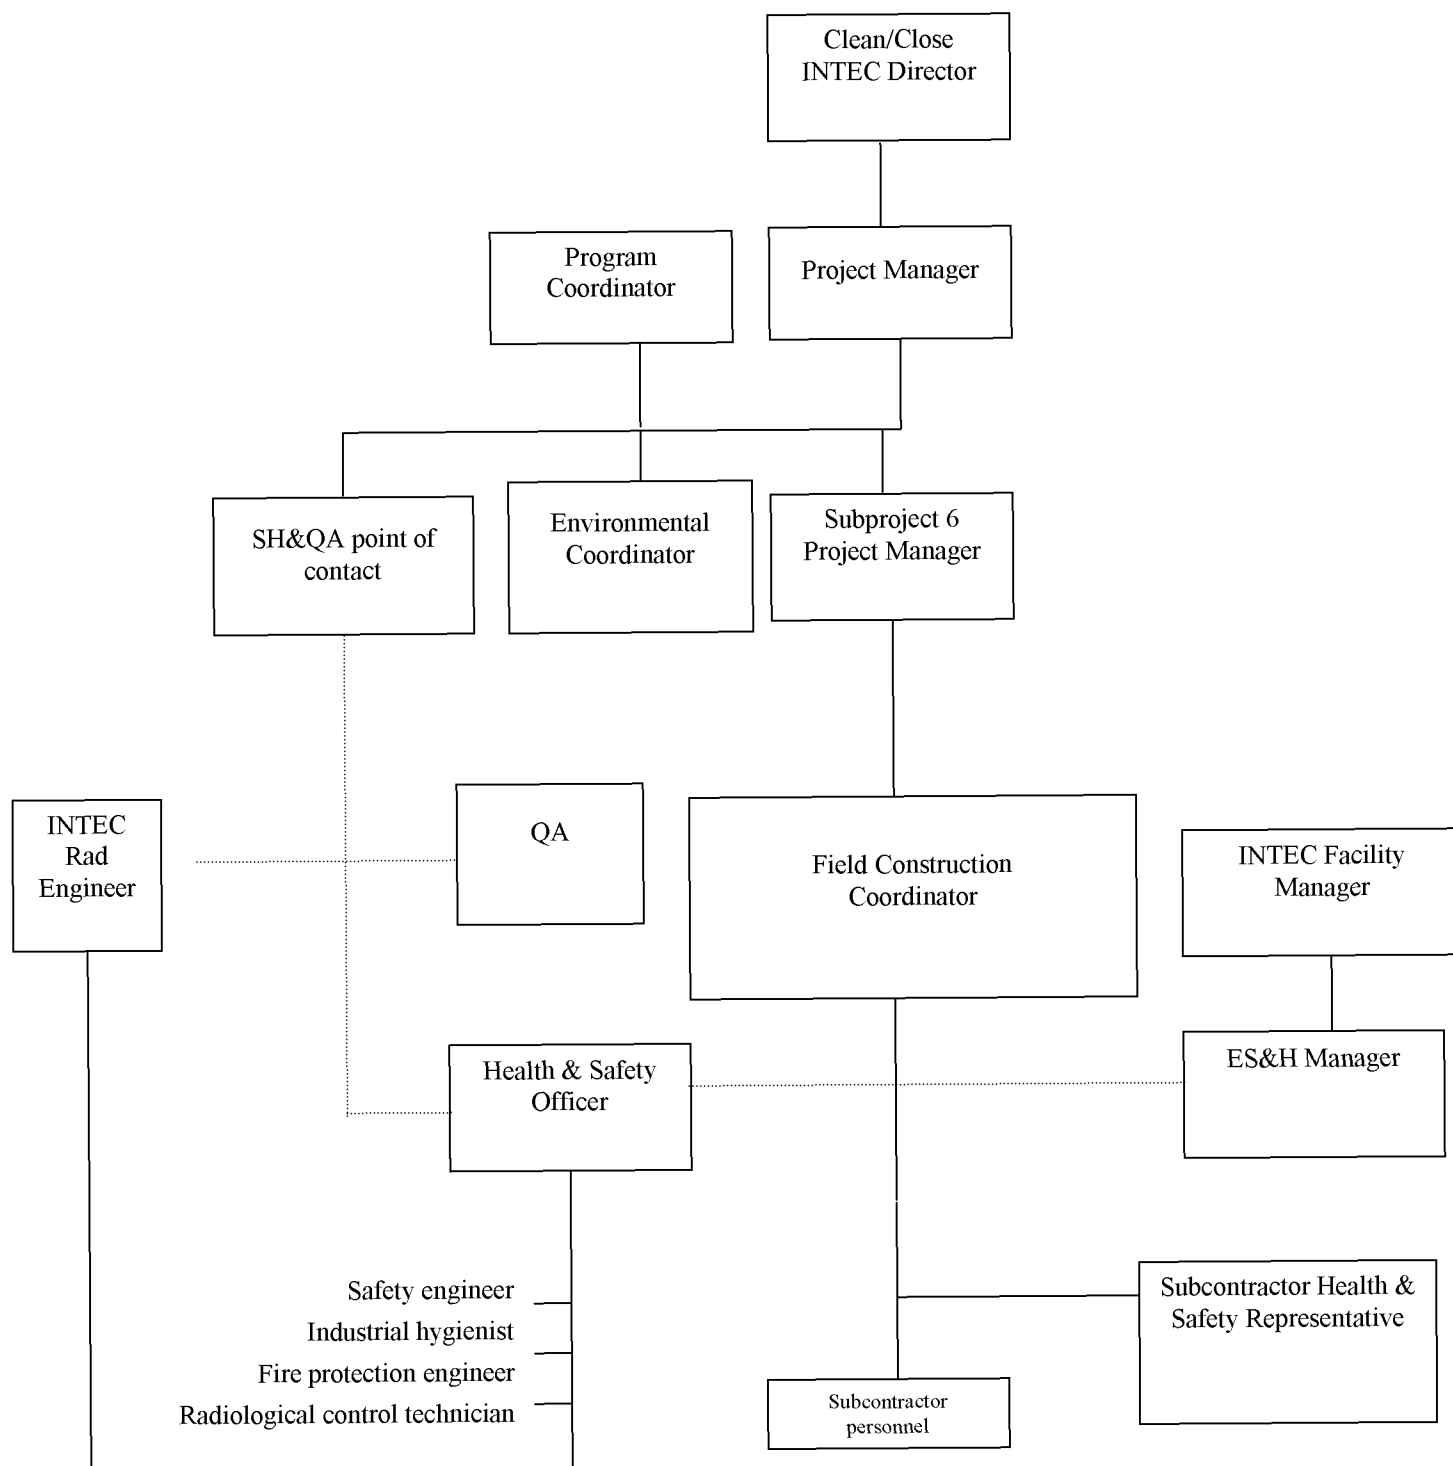 Clean/Close
INTEC Director
Program
Coordinator
Project Manager
SH&QA point of
contact
Environmental
Coordinator
Subproject 6
Project Manager
INTEC
Rad
Engineer
QA
Field Construction
Coordinator
INTEC Facility
Manager
Health & Safety
Officer
ES&H Manager
Safety engineer
Industrial hygienist
Fire protection engineer
Radiological control technician
Subcontractor Health &
Safety Representative
Subcontractor
personnel